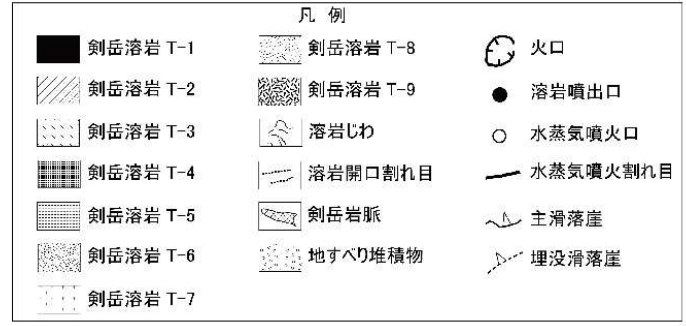 凡 例
剣岳溶岩 T-1
剣岳溶岩 T-2
剣岳溶岩 T-3
剣岳溶岩 T-4
剣岳溶岩 T-5
剣岳溶岩 T-6
剣岳溶岩 T-7
剣岳溶岩 T-8
剣岳溶岩 T-9
溶岩じわ
溶岩開口割れ目
剣岳岩脈
地すべり堆積物
火口
溶岩噴出口
水蒸気噴火口
水蒸気噴火割れ目
主滑落崖
埋没滑落崖